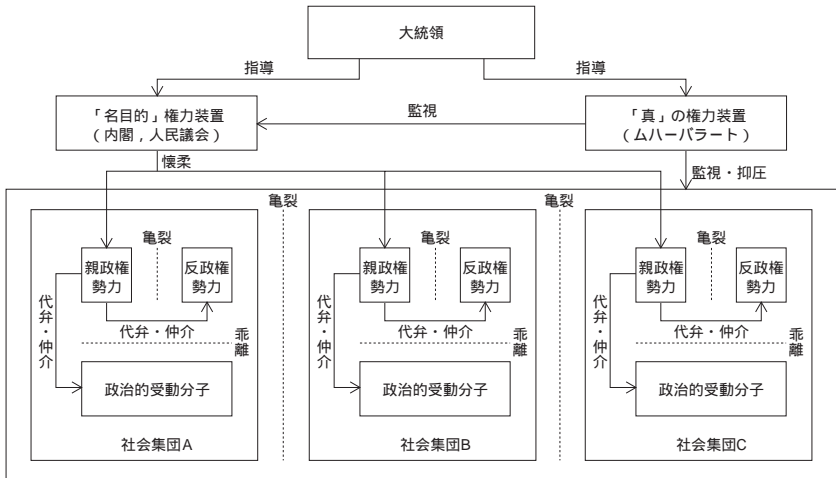 大統領
指導
指導
「名目的」権力装置
（内閣，人民議会）
監視
「真」の権力装置
（ムハーバラート）
懐柔
監視・抑圧
亀裂
亀裂
亀裂
親政権
勢力
反政権
勢力
代弁・仲介
代弁・仲介
乖離
政治的受動分子
社会集団A
亀裂
親政権
勢力
反政権
勢力
代弁・仲介
代弁・仲介
乖離
政治的受動分子
社会集団B
亀裂
親政権
勢力
反政権
勢力
代弁・仲介
代弁・仲介
乖離
政治的受動分子
社会集団C